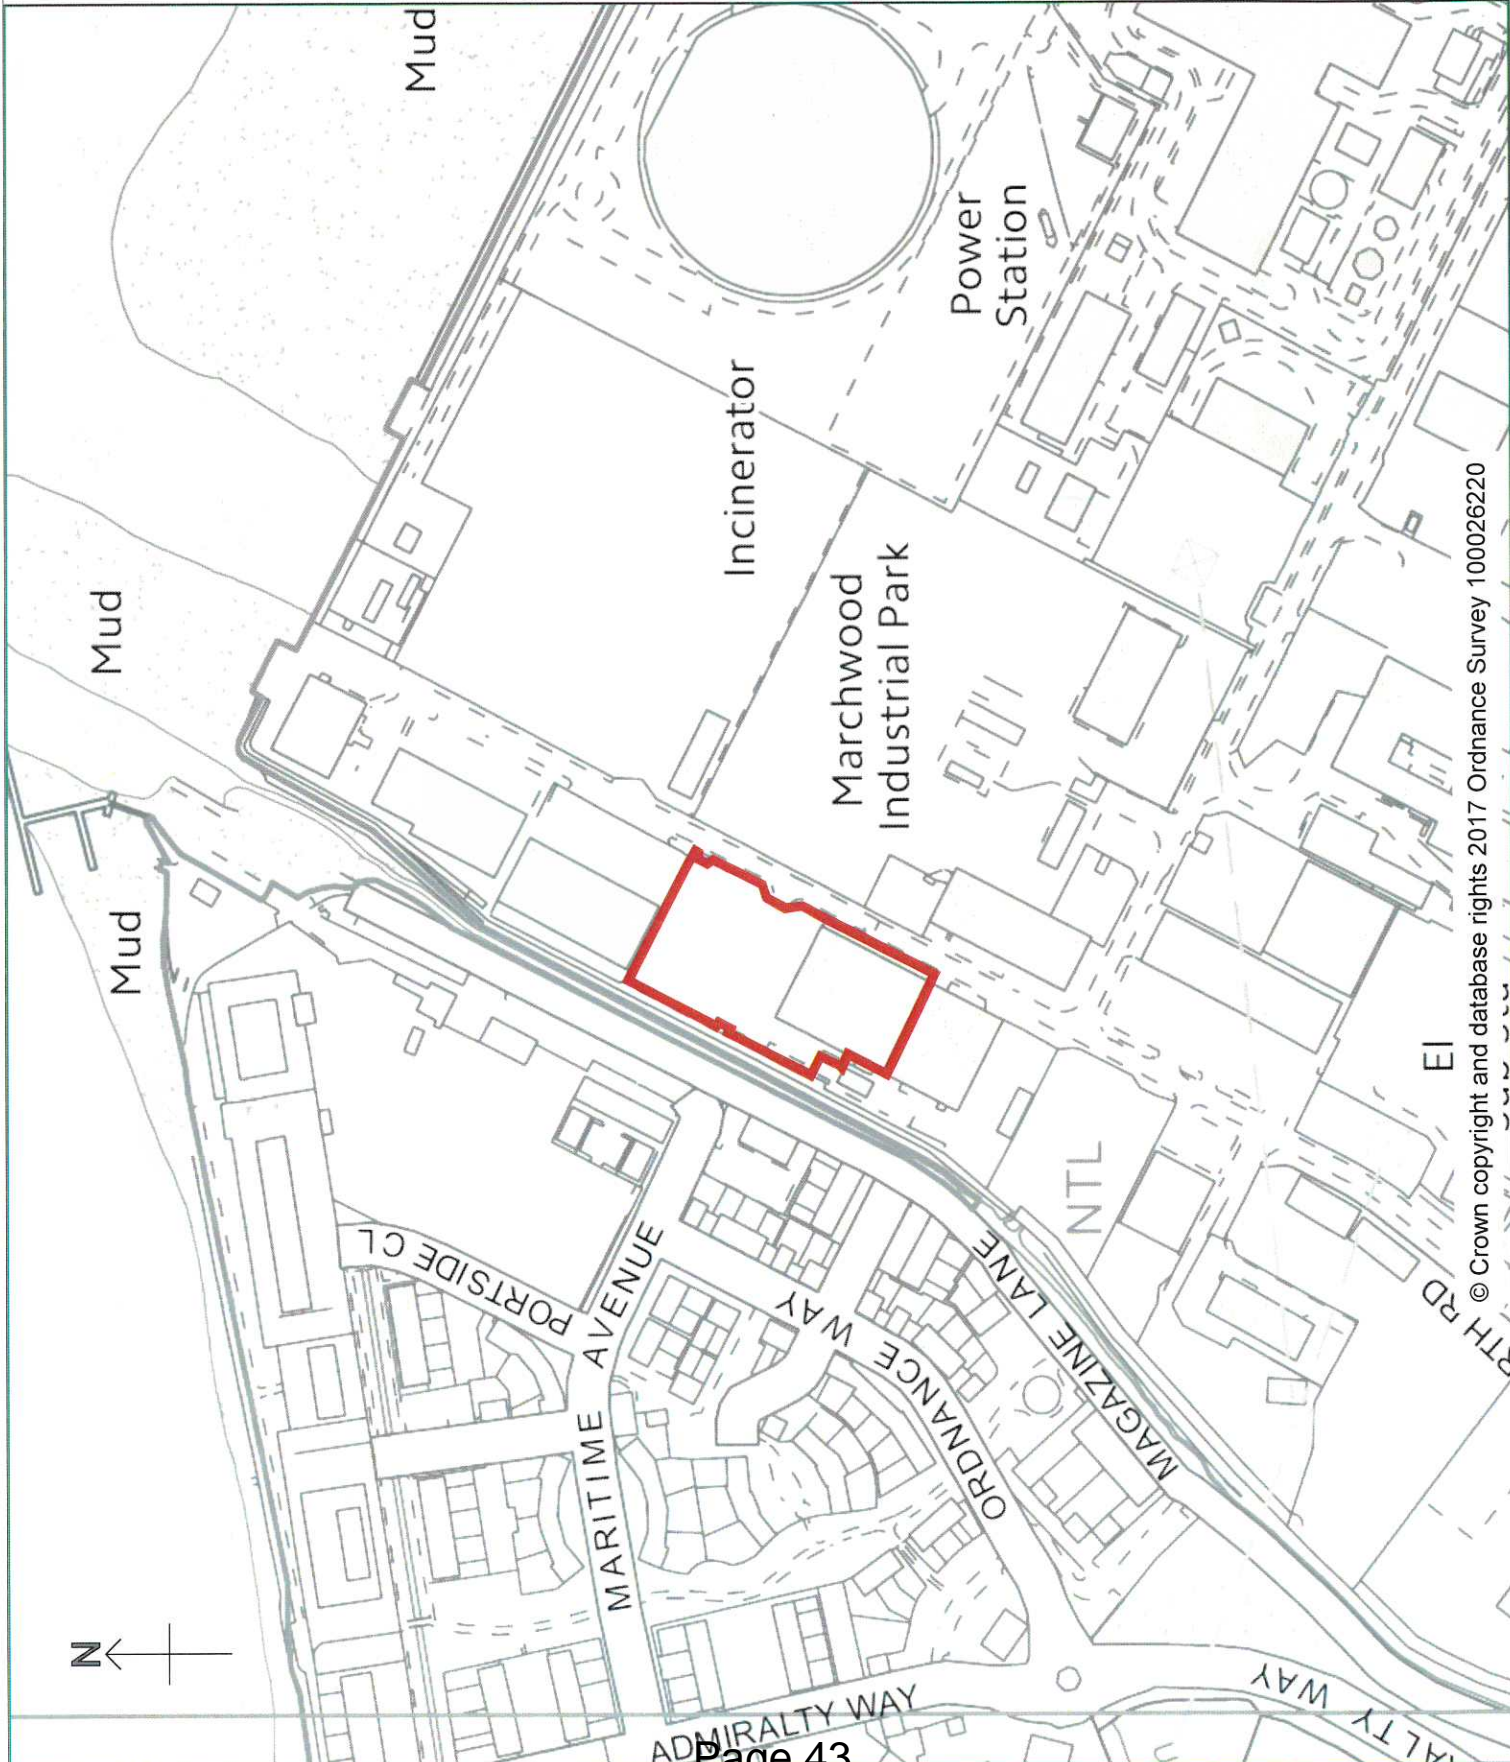 Mud
Mud
Mud
Power
Station
Incinerator
Marchwood
Industrial Park
PORTSIDE CL
MARITIME AVENUE
ORDNANCE WAY
MAGAZINE LANE
NTL
El
RTH RD
ADMIRALTY WAY
ALTY WAY
N
© Crown copyright and database rights 2017 Ordnance Survey 100026220
Page 43